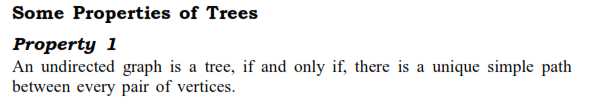 Some Properties of Trees
Property 1
An undirected graph is a tree, if and only if, there is a unique simple path
between every pair of vertices.